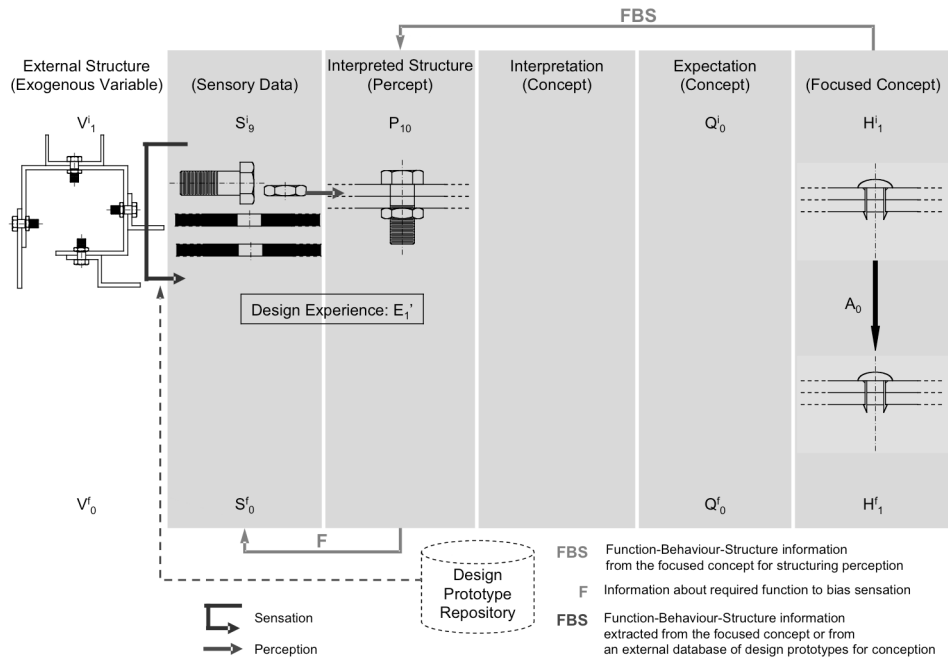 FBS
External Structure
(Exogenous Variable)
(Sensory Data)
Interpreted Structure
(Percept)
Interpretation
(Concept)
Expectation
(Concept)
(Focused Concept)
Vⁱ₁
Sⁱ₉
P₁₀
Qⁱ₀
Hⁱ₁
Design Experience: E₁’
A₀
Vᶠ₀
Sᶠ₀
Qᶠ₀
Hᶠ₁
F
Design
Prototype
Repository
Sensation
Perception
FBS Function-Behaviour-Structure information
from the focused concept for structuring perception
F Information about required function to bias sensation
FBS Function-Behaviour-Structure information
extracted from the focused concept or from
an external database of design prototypes for conception